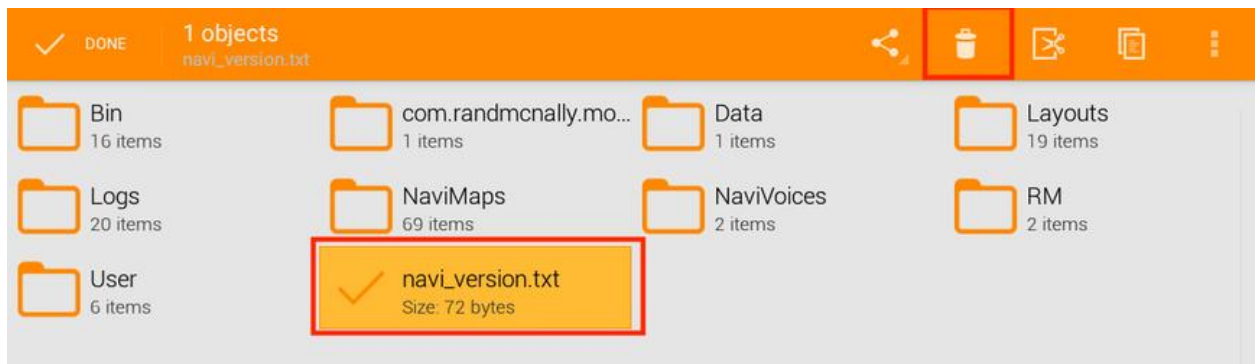 DONE
1 objects
navi_version.txt
Bin
16 items
com.randmcnally.mo...
1 items
Data
1 items
Layouts
19 items
Logs
20 items
NaviMaps
69 items
NaviVoices
2 items
RM
2 items
User
6 items
navi_version.txt
Size: 72 bytes